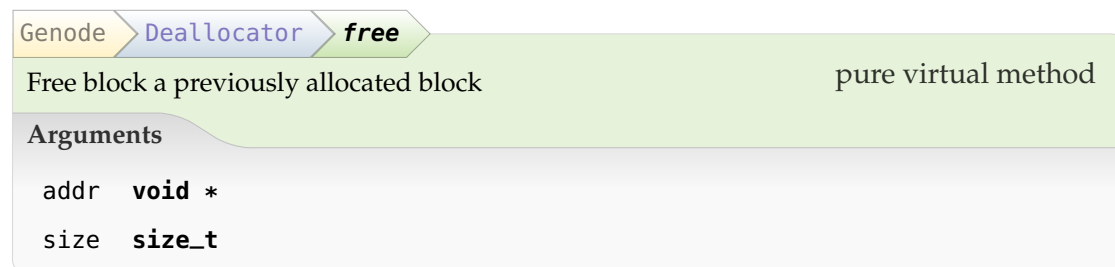 Genode Deallocator free
Free block a previously allocated block pure virtual method
Arguments
addr void *
size size_t